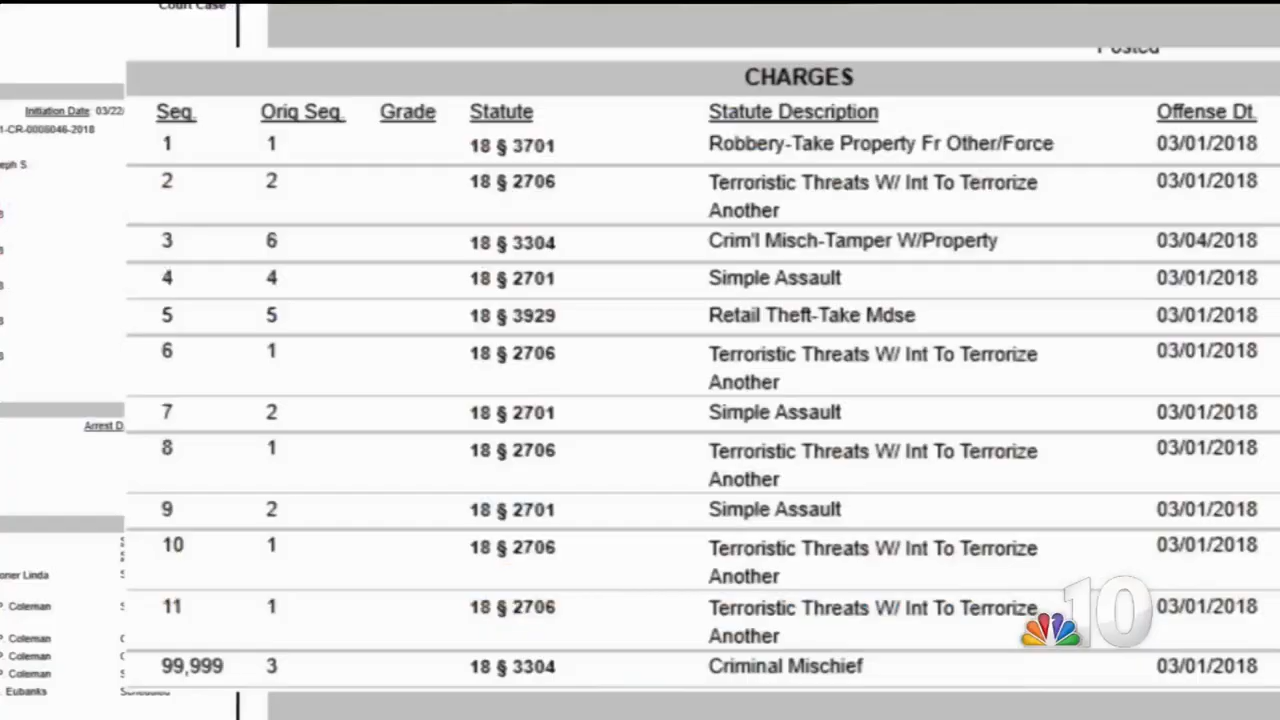 Court Case
Posted
CHARGES
Initiation Date: 03/22/
1-CR-0006046-2018
eph S.
Arrest D
oner Linda
P. Coleman
P. Coleman
P. Coleman
P. Coleman
. Eubanks Scheduled
Seq. Orig Seq. Grade Statute Statute Description Offense Dt.
1 1 18 § 3701 Robbery-Take Property Fr Other/Force 03/01/2018
2 2 18 § 2706 Terroristic Threats W/ Int To Terrorize 03/01/2018
Another
3 6 18 § 3304 Crim'l Misch-Tamper W/Property 03/04/2018
4 4 18 § 2701 Simple Assault 03/01/2018
5 5 18 § 3929 Retail Theft-Take Mdse 03/01/2018
6 1 18 § 2706 Terroristic Threats W/ Int To Terrorize 03/01/2018
Another
7 2 18 § 2701 Simple Assault 03/01/2018
8 1 18 § 2706 Terroristic Threats W/ Int To Terrorize 03/01/2018
Another
9 2 18 § 2701 Simple Assault 03/01/2018
10 1 18 § 2706 Terroristic Threats W/ Int To Terrorize 03/01/2018
Another
11 1 18 § 2706 Terroristic Threats W/ Int To Terrorize 03/01/2018
Another
99,999 3 18 § 3304 Criminal Mischief 03/01/2018
10